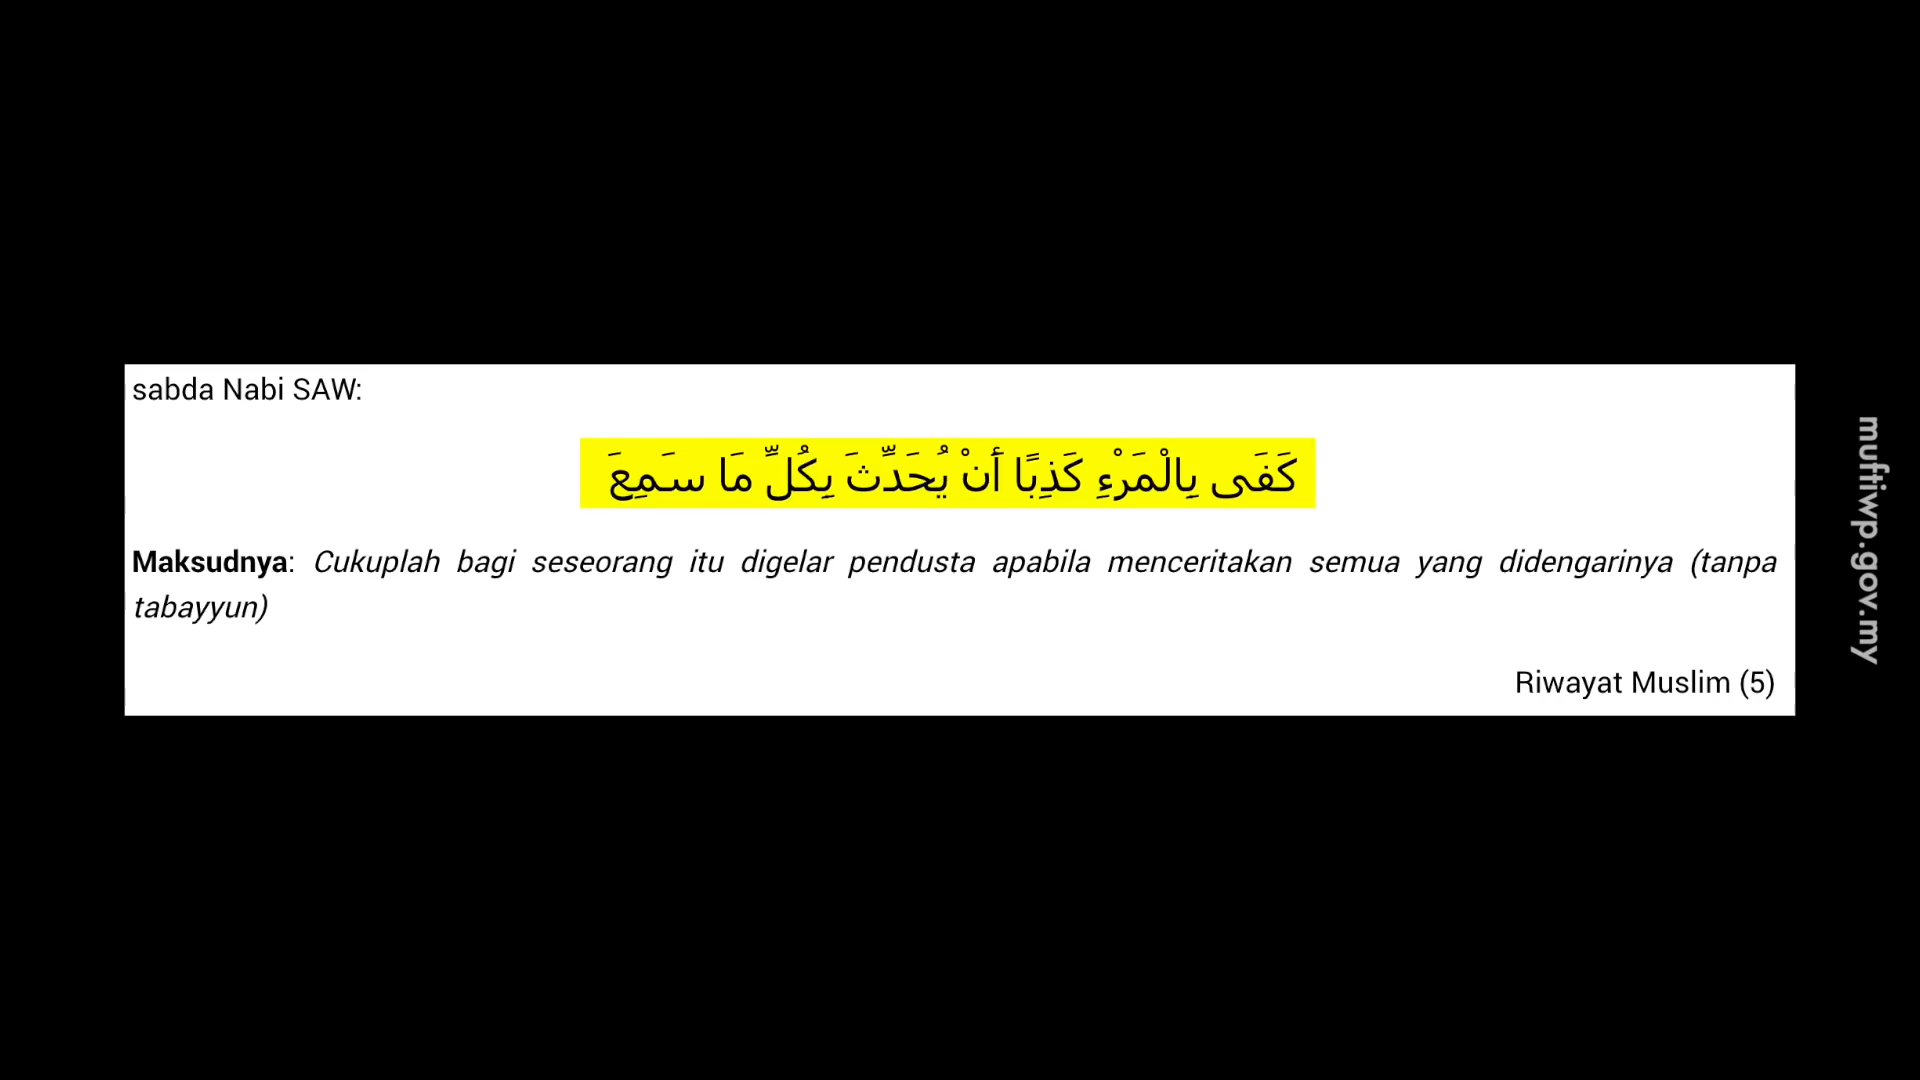 sabda Nabi SAW:
كَفَى بِالْمَرْءِ كَذِبًا أَنْ يُحَدِّثَ بِكُلِّ مَا سَمِعَ
Maksudnya: Cukuplah bagi seseorang itu digelar pendusta apabila menceritakan semua yang didengarinya (tanpa
tabayyun)
Riwayat Muslim (5)
muftiwp.gov.my